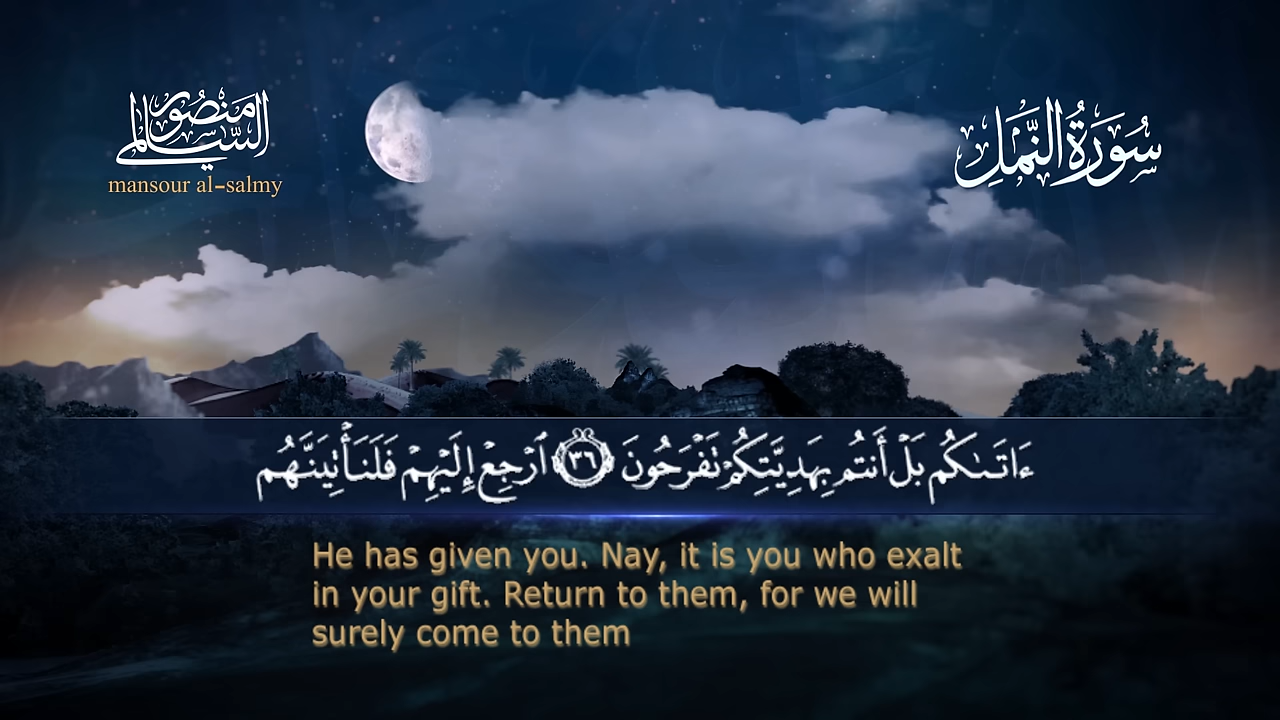 منصور
السالمي
mansour al-salmy
سُورَةُ النَّمْلِ
ءَاتَىٰكُم بَلْ أَنتُم بِهَدِيَّتِكُمْ تَفْرَحُونَ ٣٦ ٱرْجِعْ إِلَيْهِمْ فَلَنَأْتِيَنَّهُم
He has given you. Nay, it is you who exalt
in your gift. Return to them, for we will
surely come to them